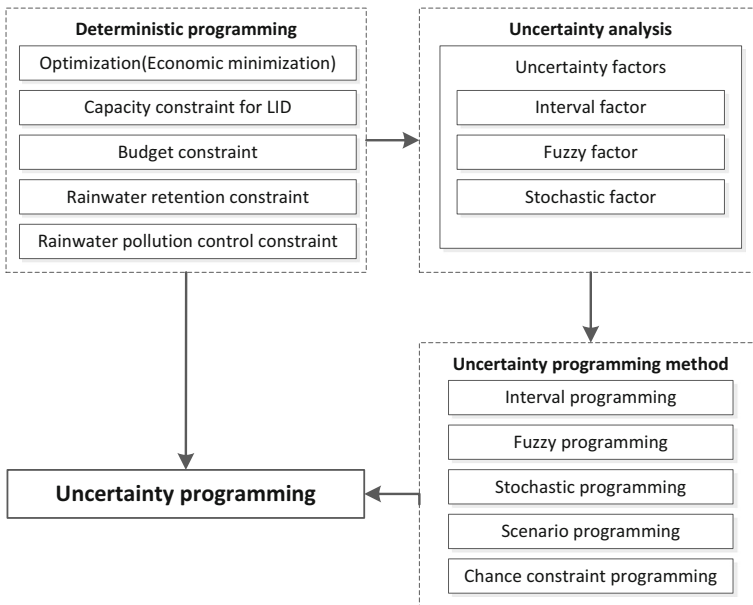 Deterministic programming
Optimization(Economic minimization)
Capacity constraint for LID
Budget constraint
Rainwater retention constraint
Rainwater pollution control constraint
Uncertainty analysis
Uncertainty factors
Interval factor
Fuzzy factor
Stochastic factor
Uncertainty programming method
Interval programming
Fuzzy programming
Stochastic programming
Scenario programming
Chance constraint programming
Uncertainty programming